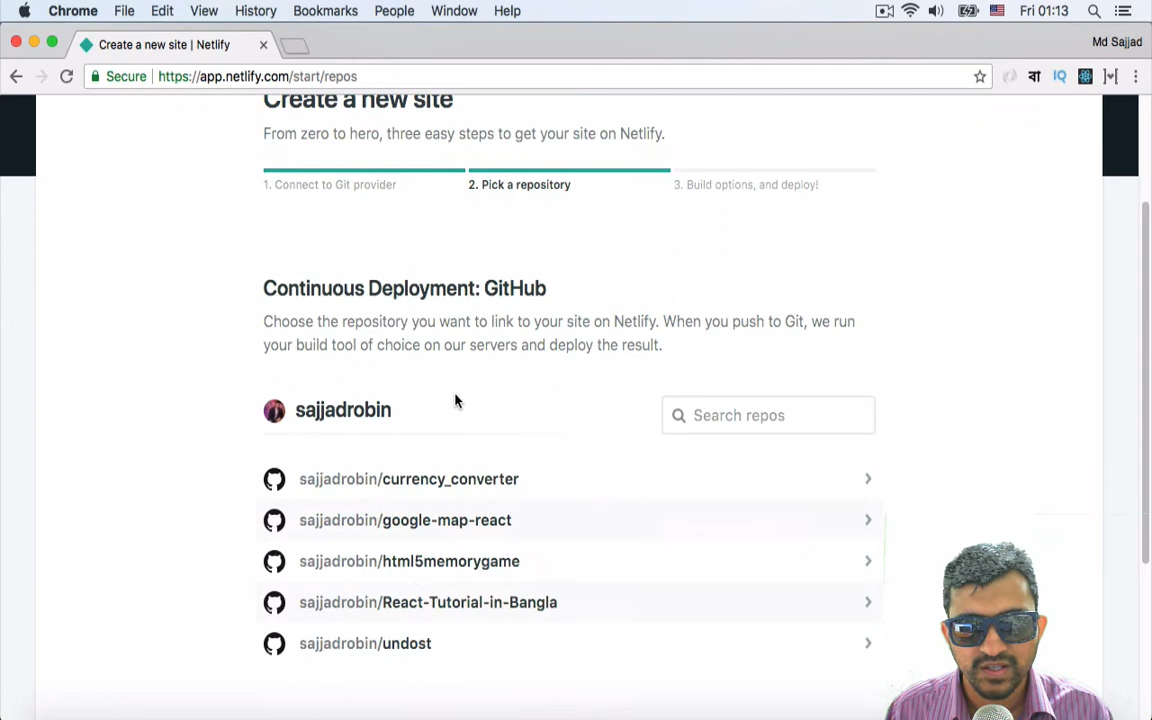 Chrome File Edit View History Bookmarks People Window Help Fri 01:13
Create a new site | Netlify Md Sajjad
Secure https://app.netlify.com/start/repos বা IQ
Create a new site
From zero to hero, three easy steps to get your site on Netlify.
1. Connect to Git provider 2. Pick a repository 3. Build options, and deploy!
Continuous Deployment: GitHub
Choose the repository you want to link to your site on Netlify. When you push to Git, we run
your build tool of choice on our servers and deploy the result.
sajjadrobin Search repos
sajjadrobin/currency_converter
sajjadrobin/google-map-react
sajjadrobin/html5memorygame
sajjadrobin/React-Tutorial-in-Bangla
sajjadrobin/undost